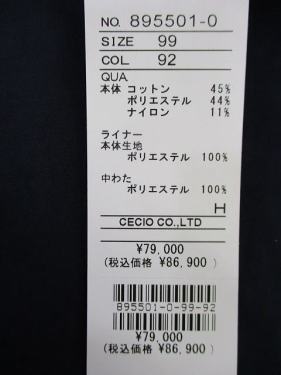 NO. 895501-0
SIZE 99
COL 92
QUA
本体 コットン 45%
ポリエステル 44%
ナイロン 11%
ライナー
本体生地
ポリエステル 100%
中わた
ポリエステル 100%
H
CECIO CO.,LTD
¥79,000
(税込価格 ¥86,900)
895501-0-99-92
¥79,000
(税込価格 ¥86,900)